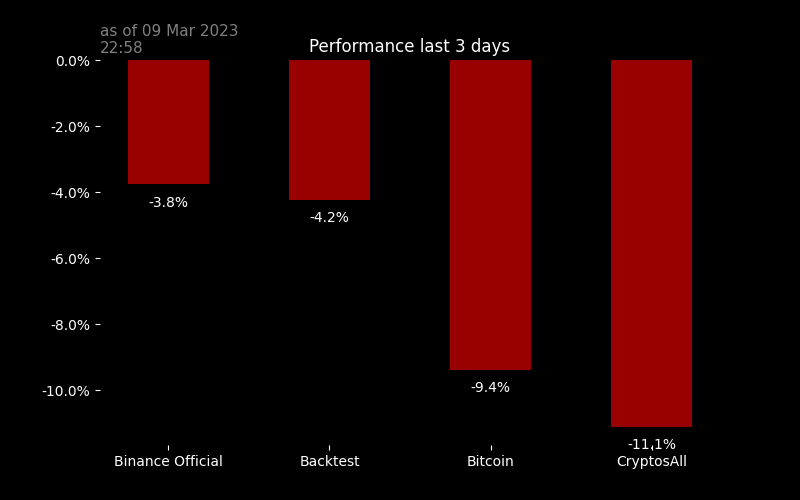 as of 09 Mar 2023
22:58
Performance last 3 days
0.0%
-2.0%
-4.0%
-6.0%
-8.0%
-10.0%
-3.8%
-4.2%
-9.4%
-11.1%
Binance Official
Backtest
Bitcoin
CryptosAll